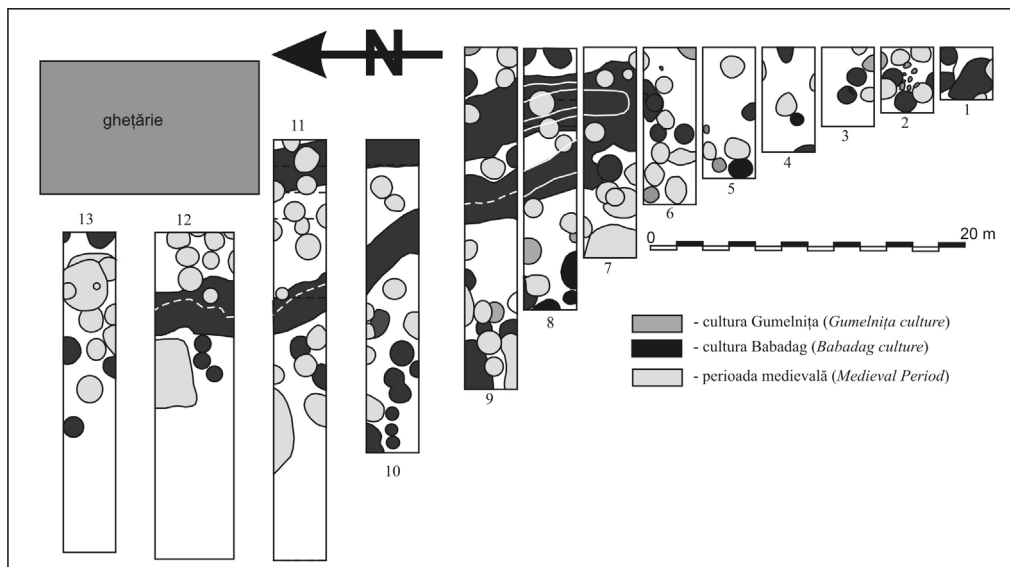 N
ghețărie
11
13
12
10
9
8
7
6
5
4
3
2
1
0
20 m
- cultura Gumelnița (Gumelnița culture)
- cultura Babadag (Babadag culture)
- perioada medievală (Medieval Period)